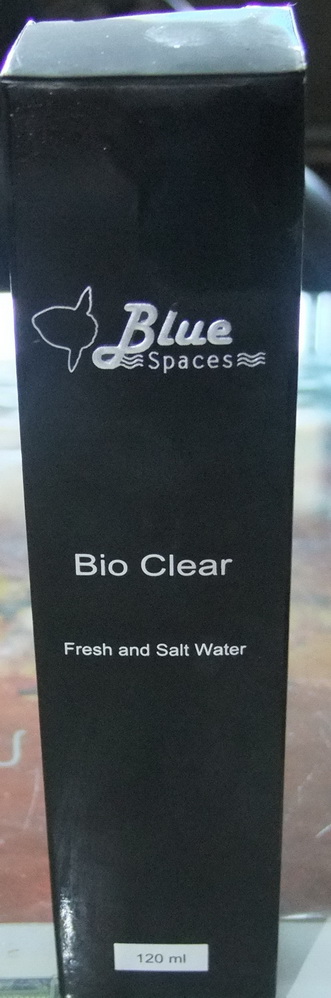 Blue
Spaces
Bio Clear
Fresh and Salt Water
120 ml